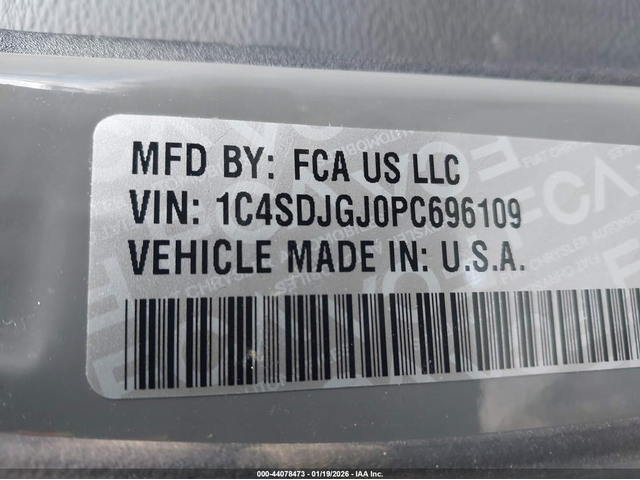 MFD BY: FCA US LLC
VIN: 1C4SDJGJ0PC696109
VEHICLE MADE IN: U.S.A.
000-44078473 | 01/19/2026 | IAA Inc.